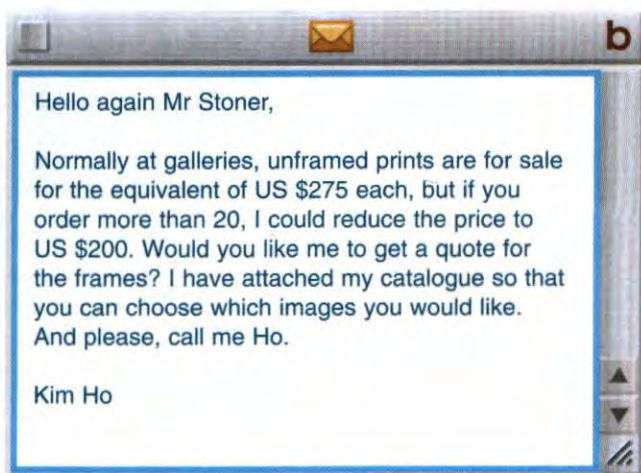 b
Hello again Mr Stoner,
Normally at galleries, unframed prints are for sale
for the equivalent of US $275 each, but if you
order more than 20, I could reduce the price to
US $200. Would you like me to get a quote for
the frames? I have attached my catalogue so that
you can choose which images you would like.
And please, call me Ho.
Kim Ho